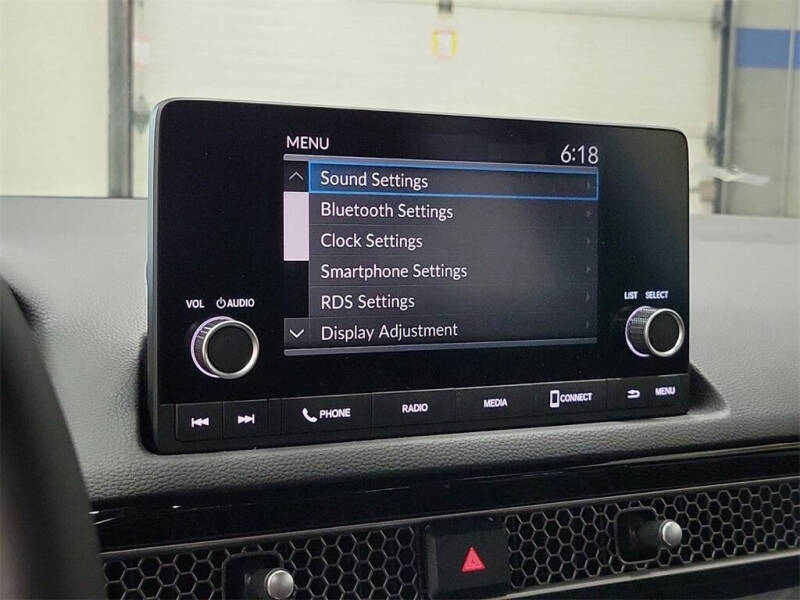 MENU
6:18
Sound Settings
Bluetooth Settings
Clock Settings
Smartphone Settings
RDS Settings
Display Adjustment
VOL AUDIO
LIST SELECT
PHONE
RADIO
MEDIA
CONNECT
MENU